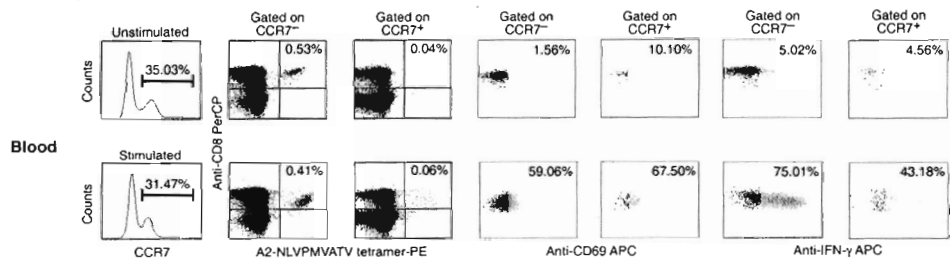 Unstimulated
Gated on CCR7⁻
Gated on CCR7⁺
Gated on CCR7⁻
Gated on CCR7⁺
Gated on CCR7⁻
Gated on CCR7⁺
Counts
35.03%
0.53%
0.04%
1.56%
10.10%
5.02%
4.56%
Blood
Anti-CD8 PerCP
Stimulated
Counts
31.47%
0.41%
0.06%
59.06%
67.50%
75.01%
43.18%
CCR7
A2-NLVPMVATV tetramer-PE
Anti-CD69 APC
Anti-IFN-γ APC